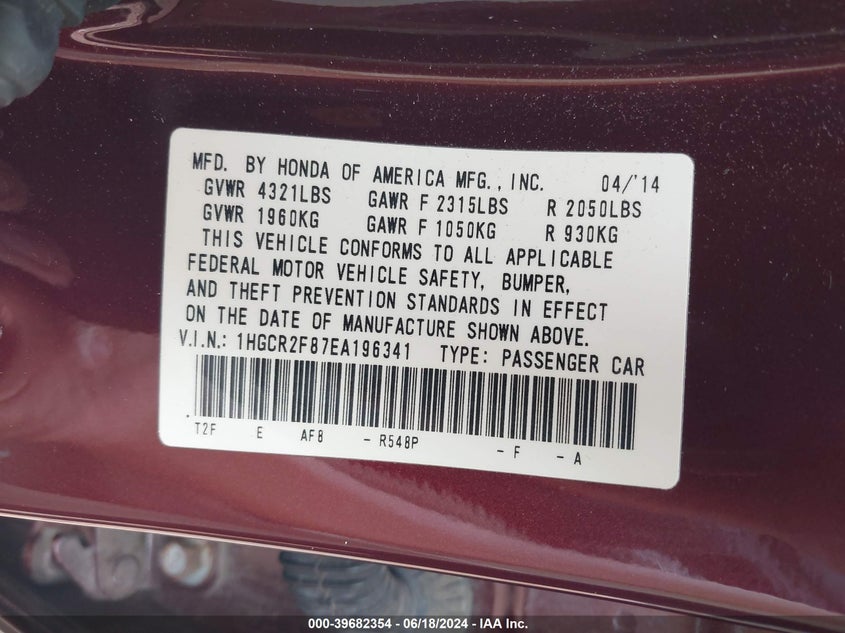 MFD. BY HONDA OF AMERICA MFG., INC. 04/'14
GVWR 4321LBS GAWR F 2315LBS R 2050LBS
GVWR 1960KG GAWR F 1050KG R 930KG
THIS VEHICLE CONFORMS TO ALL APPLICABLE
FEDERAL MOTOR VEHICLE SAFETY, BUMPER,
AND THEFT PREVENTION STANDARDS IN EFFECT
ON THE DATE OF MANUFACTURE SHOWN ABOVE.
V.I.N.: 1HGCR2F87EA196341 TYPE: PASSENGER CAR
T2F E AF8 - R548P - F - A
000-39682354 - 06/18/2024 - IAA Inc.